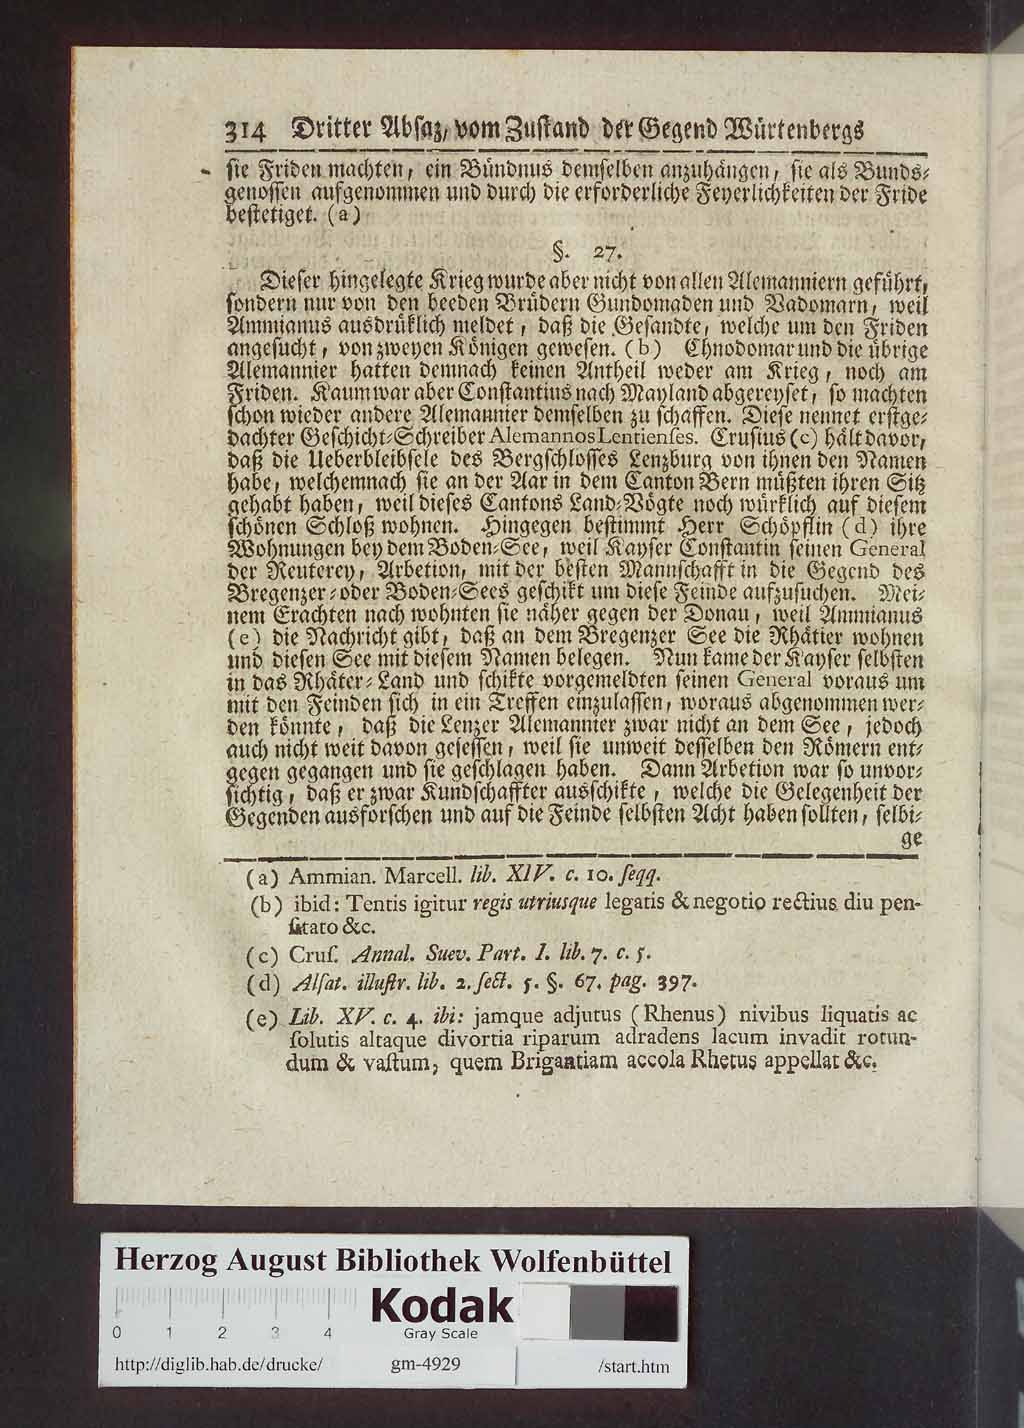 314 Dritter Absaz, vom Zustand der Gegend Würtenbergs
sie Friden machten, ein Bündnus demselben anzuhängen, sie als Bunds-
genossen aufgenommen und durch die erforderliche Feyerlichkeiten der Fride
bestetiget. (a)
§. 27.
Dieser hingelegte Krieg wurde aber nicht von allen Alemanniern geführt,
sondern nur von den beeden Brüdern Gundomaden und Vadomarn, weil
Ammianus ausdrüklich meldet, daß die Gesandte, welche um den Friden
angesucht, von zweyen Königen gewesen. (b) Chnodomar und die übrige
Alemannier hatten demnach keinen Antheil weder am Krieg, noch am
Friden. Kaum war aber Constantius nach Mayland abgereyset, so machten
schon wieder andere Alemannier demselben zu schaffen. Diese nennet erstge-
dachter Geschicht-Schreiber Alemannos Lentienses. Crusius (c) hält davor,
daß die Ueberbleibsele des Bergschlosses Lenzburg von ihnen den Namen
habe, welchemnach sie an der Aar in dem Canton Bern müßten ihren Sitz
gehabt haben, weil dieses Cantons Land-Vögte noch würklich auf diesem
schönen Schloß wohnen. Hingegen bestimmt Herr Schöpflin (d) ihre
Wohnungen bey dem Boden-See, weil Kayser Constantin seinen General
der Reuterey, Arbetion, mit der besten Mannschafft in die Gegend des
Bregenzer- oder Boden-Sees geschikt um diese Feinde aufzusuchen. Mei-
nem Erachten nach wohnten sie näher gegen der Donau, weil Ammianus
(e) die Nachricht gibt, daß an dem Bregenzer See die Rhätier wohnen
und diesen See mit diesem Namen belegen. Nun kame der Kayser selbsten
in das Rhäter-Land und schikte vorgemeldten seinen General voraus um
mit den Feinden sich in ein Treffen einzulassen, woraus abgenommen wer-
den könnte, daß die Lenzer Alemannier zwar nicht an dem See, jedoch
auch nicht weit davon gesessen, weil sie unweit desselben den Römern ent-
gegen gegangen und sie geschlagen haben. Dann Arbetion war so unvor-
sichtig, daß er zwar Kundschaffter ausschikte, welche die Gelegenheit der
Gegenden ausforschen und auf die Feinde selbsten Acht haben sollten, selbi-
ge
(a) Ammian. Marcell. lib. XIV. c. 10. seqq.
(b) ibid: Tentis igitur regis utriusque legatis & negotio rectius diu pen-
sitato &c.
(c) Crus. Annal. Suev. Part. I. lib. 7. c. 5.
(d) Alsat. illustr. lib. 2. sect. 5. §. 67. pag. 397.
(e) Lib. XV. c. 4. ibi: jamque adjutus (Rhenus) nivibus liquatis ac
solutis altaque divortia riparum adradens lacum invadit rotun-
dum & vastum, quem Brigantiam accola Rhetus appellat &c.
Herzog August Bibliothek Wolfenbüttel
Kodak
0 1 2 3 4 Gray Scale
http://diglib.hab.de/drucke/ gm-4929 /start.htm